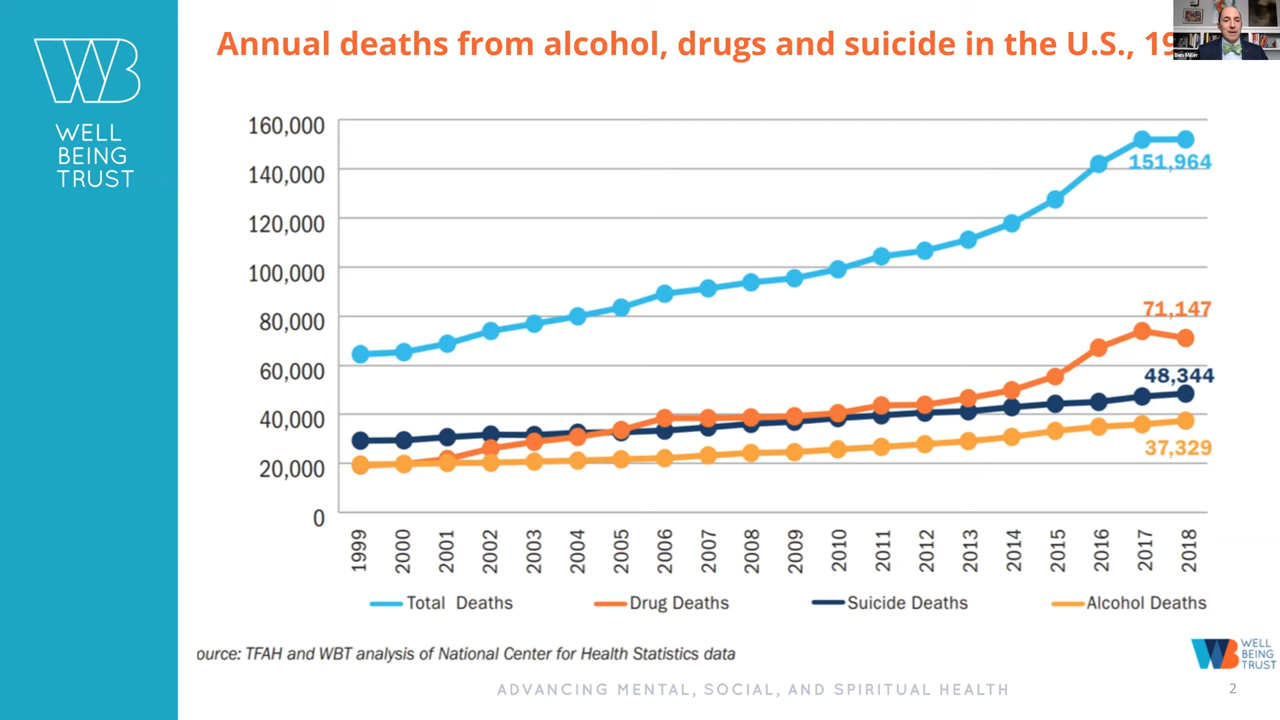 WB
WELL
BEING
TRUST
Annual deaths from alcohol, drugs and suicide in the U.S., 19
Ben Miller
160,000
140,000
120,000
100,000
80,000
60,000
40,000
20,000
0
151,964
71,147
48,344
37,329
1999 2000 2001 2002 2003 2004 2005 2006 2007 2008 2009 2010 2011 2012 2013 2014 2015 2016 2017 2018
Total Deaths Drug Deaths Suicide Deaths Alcohol Deaths
ource: TFAH and WBT analysis of National Center for Health Statistics data
WB
WELL
BEING
TRUST
ADVANCING MENTAL, SOCIAL, AND SPIRITUAL HEALTH
2